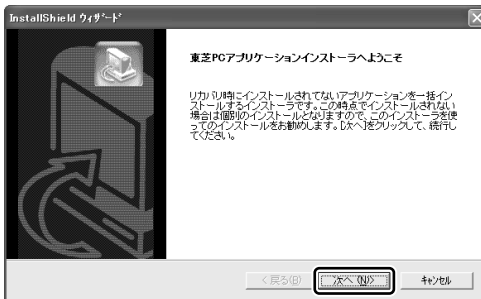 InstallShield ウィザード
東芝PCアプリケーションインストーラへようこそ
リカバリ時にインストールされてないアプリケーションを一括イン
ストールするインストーラです。この時点でインストールされない
場合は個別のインストールとなりますので、このインストーラを使
ってのインストールをお勧めします。[次へ]をクリックして、続行し
てください。
< 戻る(B) 次へ(N)> キャンセル